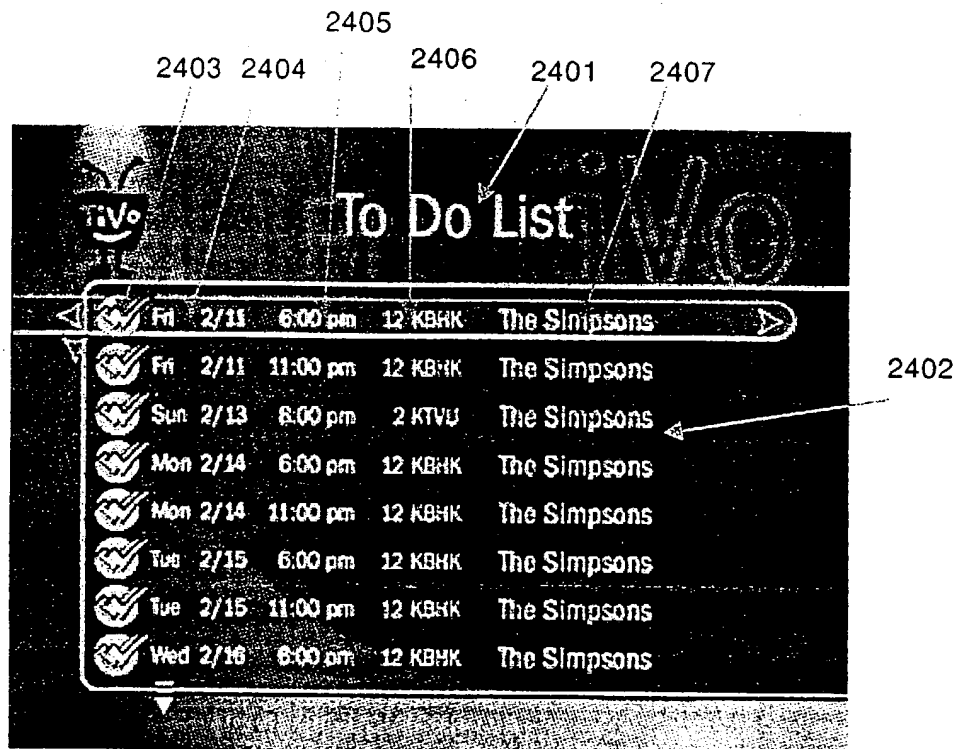 2405
2403 2404 2406 2401 2407
TiVo
TiVo
To Do List
Fri 2/11 6:00 pm 12 KBHK The Simpsons
Fri 2/11 11:00 pm 12 KBHK The Simpsons
2402
Sun 2/13 8:00 pm 2 KTVU The Simpsons
Mon 2/14 6:00 pm 12 KBHK The Simpsons
Mon 2/14 11:00 pm 12 KBHK The Simpsons
Tue 2/15 6:00 pm 12 KBHK The Simpsons
Tue 2/15 11:00 pm 12 KBHK The Simpsons
Wed 2/16 6:00 pm 12 KBHK The Simpsons